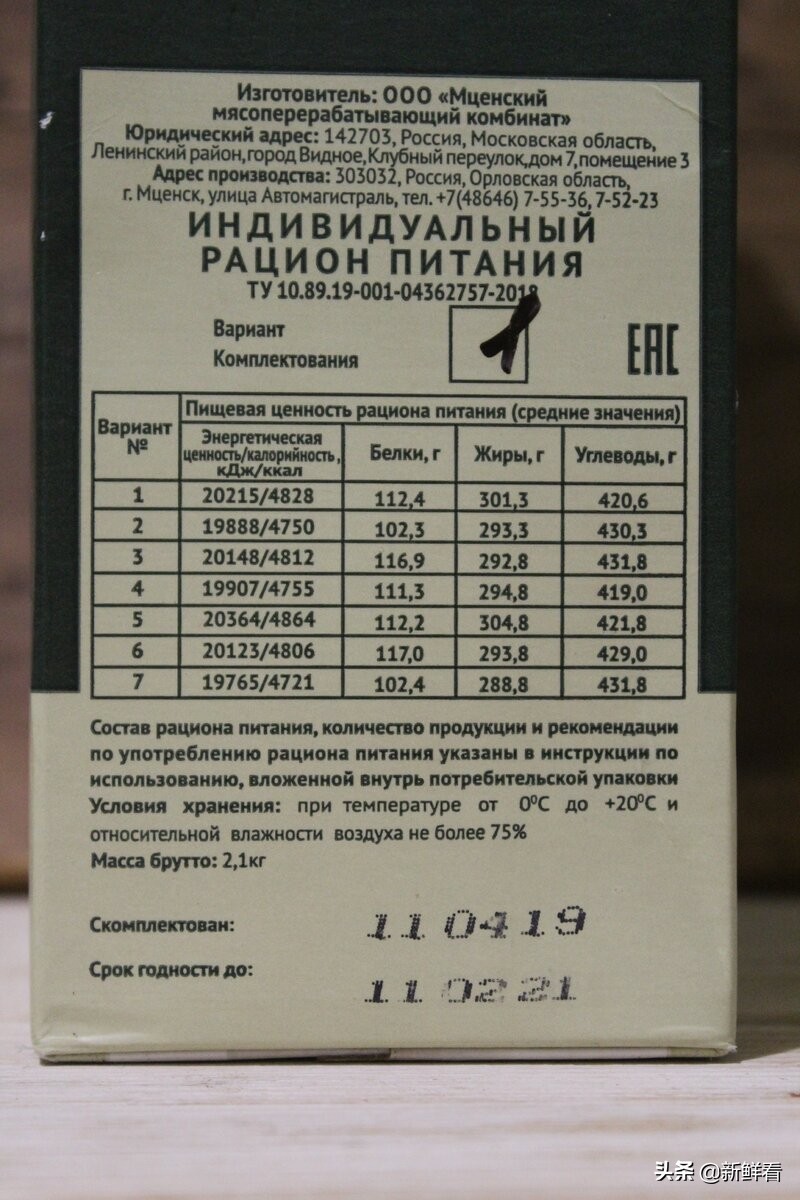 Изготовитель: ООО «Мценский
мясоперерабатывающий комбинат»
Юридический адрес: 142703, Россия, Московская область,
Ленинский район,город Видное,Клубный переулок,дом 7,помещение 3
Адрес производства: 303032, Россия, Орловская область,
г. Мценск, улица Автомагистраль, тел. +7(48646) 7-55-36, 7-52-23
ИНДИВИДУАЛЬНЫЙ
РАЦИОН ПИТАНИЯ
ТУ 10.89.19-001-04362757-2018
Вариант
Комплектования
1
ЕАС
Вариант №
Пищевая ценность рациона питания (средние значения)
Энергетическая ценность/калорийность, кДж/ккал Белки, г Жиры, г Углеводы, г
1 20215/4828 112,4 301,3 420,6
2 19888/4750 102,3 293,3 430,3
3 20148/4812 116,9 292,8 431,8
4 19907/4755 111,3 294,8 419,0
5 20364/4864 112,2 304,8 421,8
6 20123/4806 117,0 293,8 429,0
7 19765/4721 102,4 288,8 431,8
Состав рациона питания, количество продукции и рекомендации
по употреблению рациона питания указаны в инструкции по
использованию, вложенной внутрь потребительской упаковки
Условия хранения: при температуре от 0⁰С до +20⁰С и
относительной влажности воздуха не более 75%
Масса брутто: 2,1кг
Скомплектован: 110419
Срок годности до: 110221
头条 @新鲜看